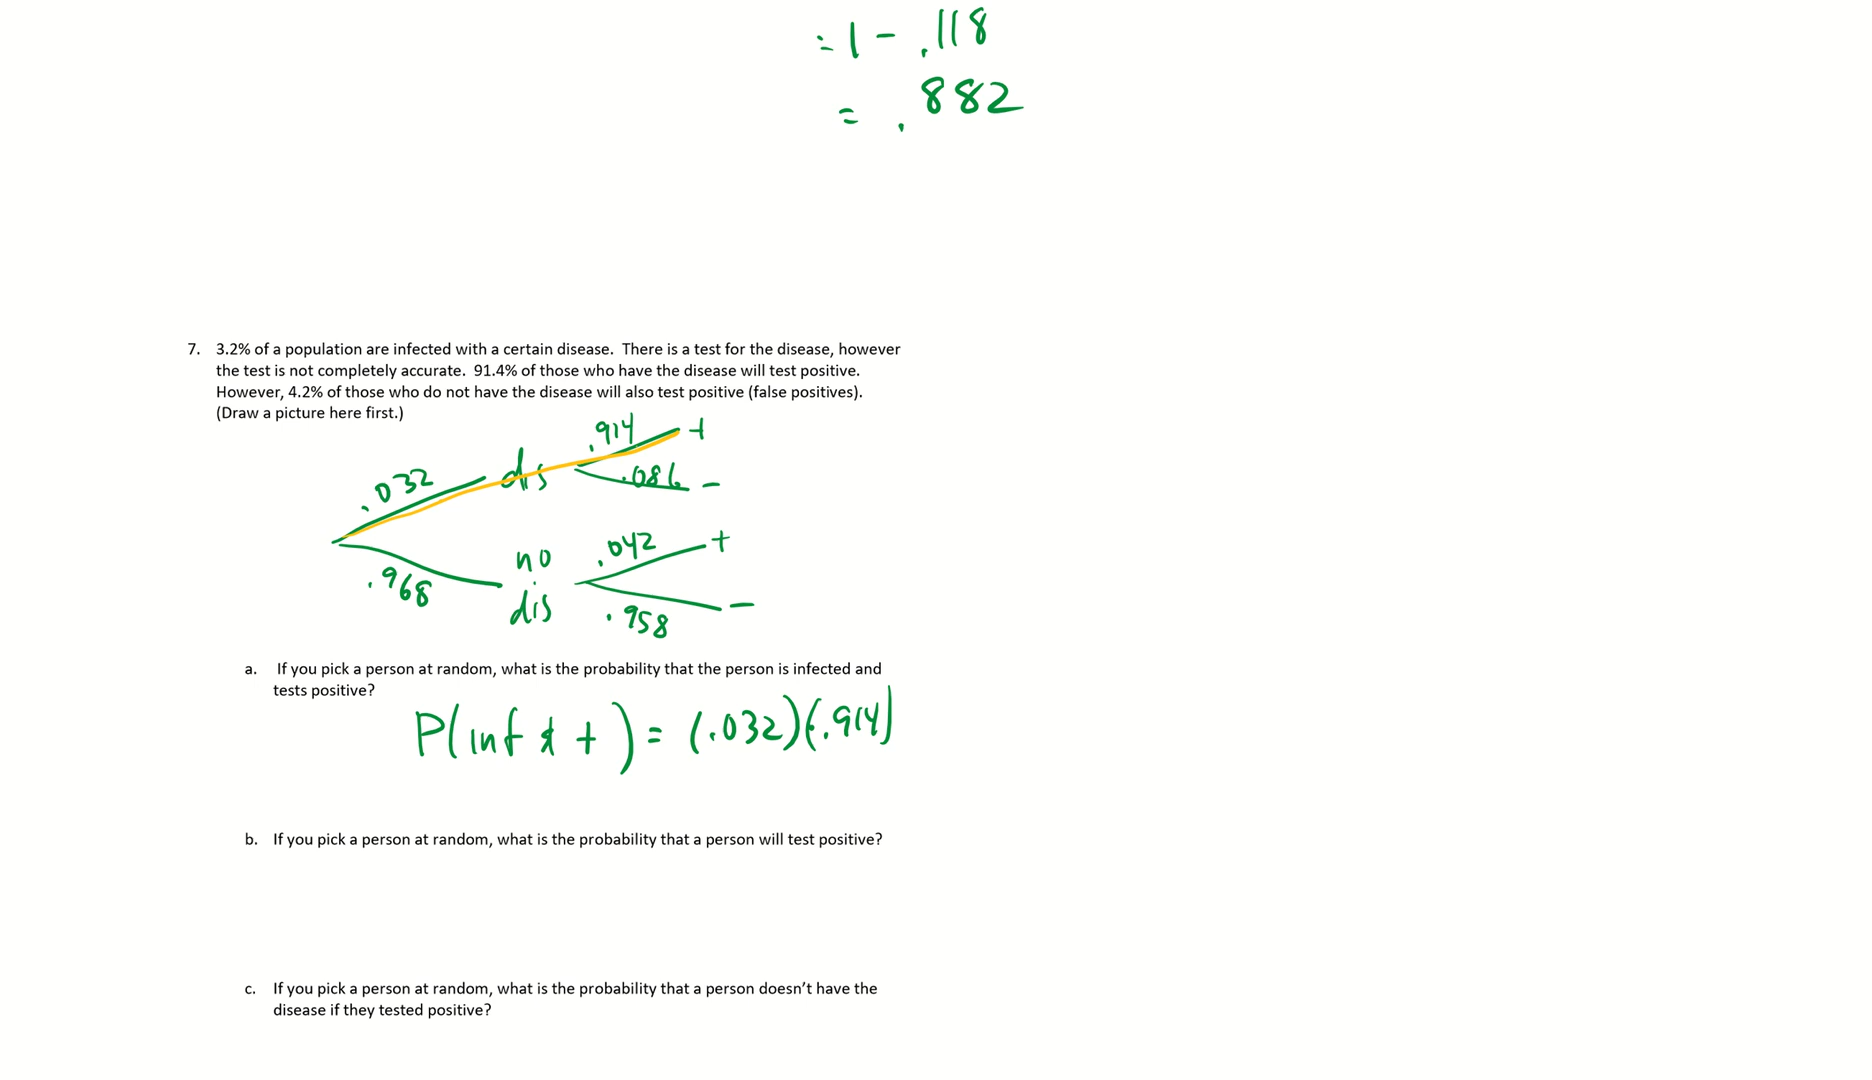 = 1 - .118
= .882
7. 3.2% of a population are infected with a certain disease. There is a test for the disease, however
the test is not completely accurate. 91.4% of those who have the disease will test positive.
However, 4.2% of those who do not have the disease will also test positive (false positives).
(Draw a picture here first.)
.914 +
.032 dis .086 -
no .042 +
.968 dis .958 -
a. If you pick a person at random, what is the probability that the person is infected and
tests positive?
P(inf & +) = (.032)(.914)
b. If you pick a person at random, what is the probability that a person will test positive?
c. If you pick a person at random, what is the probability that a person doesn’t have the
disease if they tested positive?